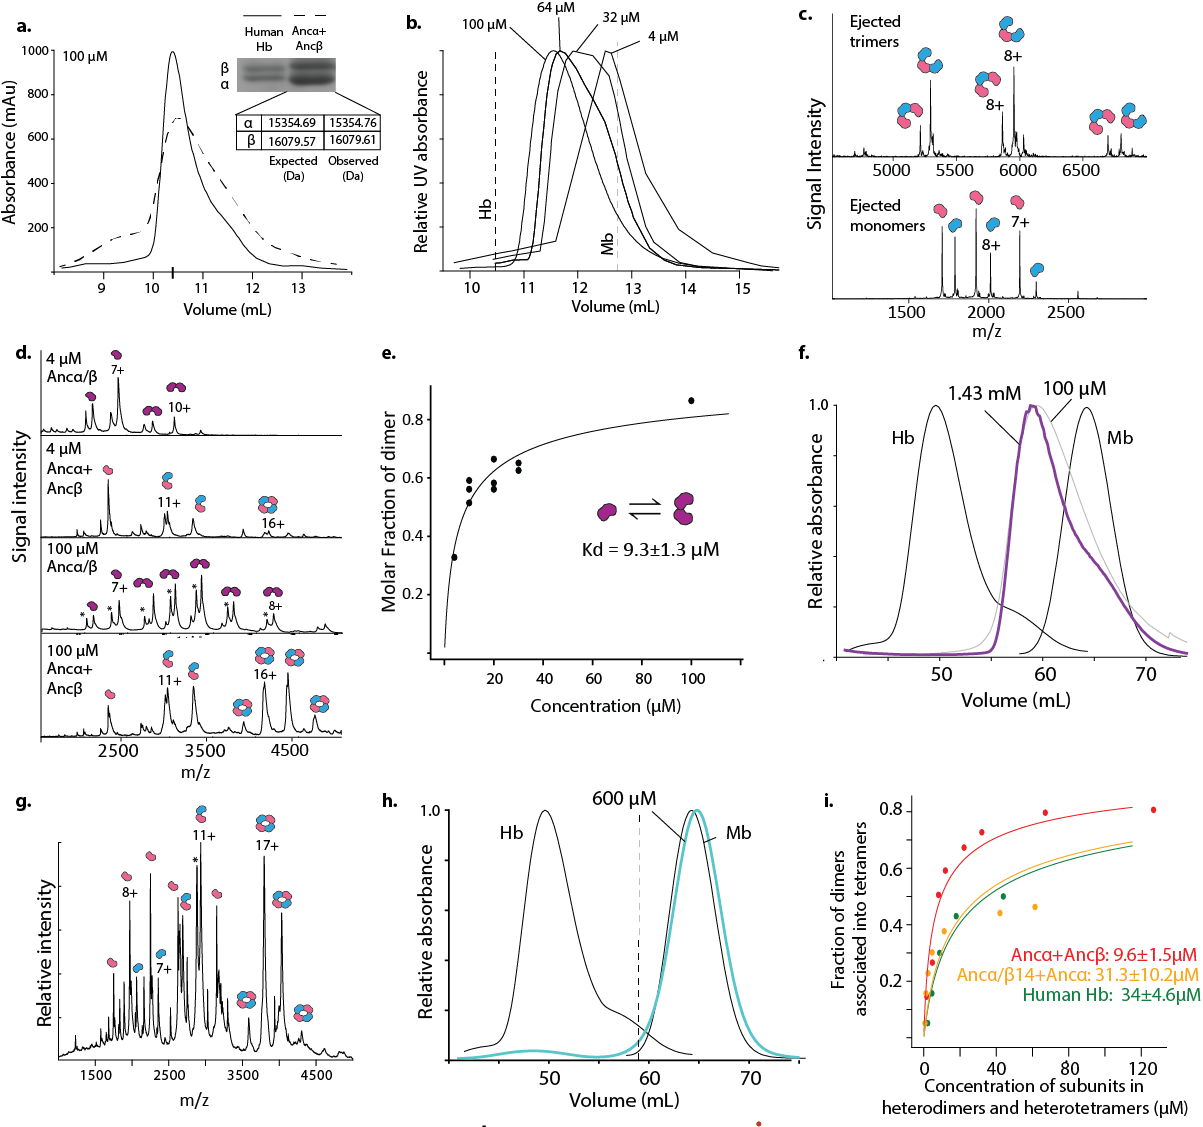 a.
Human Hb
Ancα+ Ancβ
100 µM
β
α
α 15354.69 15354.76
β 16079.57 16079.61
Expected (Da)
Observed (Da)
Absorbance (mAu)
1000
800
600
400
200
9 10 11 12 13
Volume (mL)
b.
100 µM
64 µM
32 µM
4 µM
Relative UV absorbance
Hb
Mb
10 11 12 13 14 15
Volume (mL)
c.
Ejected trimers
8+
8+
5000 5500 6000 6500
Signal Intensity
Ejected monomers
8+
7+
1500 2000 2500
m/z
d.
4 µM
Ancα/β
7+
10+
4 µM
Ancα+
Ancβ
11+
16+
100 µM
Ancα/β
7+
8+
* * * * * * *
100 µM
Ancα+
Ancβ
11+
16+
Signal intensity
2500 3500 4500
m/z
e.
Molar Fraction of dimer
0.8
0.6
0.4
0.2
Kd = 9.3±1.3 µM
20 40 60 80 100
Concentration (µM)
f.
1.43 mM
100 µM
1.0
Hb
Mb
Relative absorbance
50 60 70
Volume (mL)
g.
Relative intensity
8+
7+
*
11+
17+
1500 2500 3500 4500
m/z
h.
600 µM
1.0
Hb
Mb
Relative absorbance
50 60 70
Volume (mL)
i.
Fraction of dimers
associated into tetramers
0.8
0.6
0.4
0.2
Ancα+Ancβ: 9.6±1.5µM
Ancα/β14+Ancα: 31.3±10.2µM
Human Hb: 34±4.6µM
0 40 80 120
Concentration of subunits in
heterodimers and heterotetramers (µM)